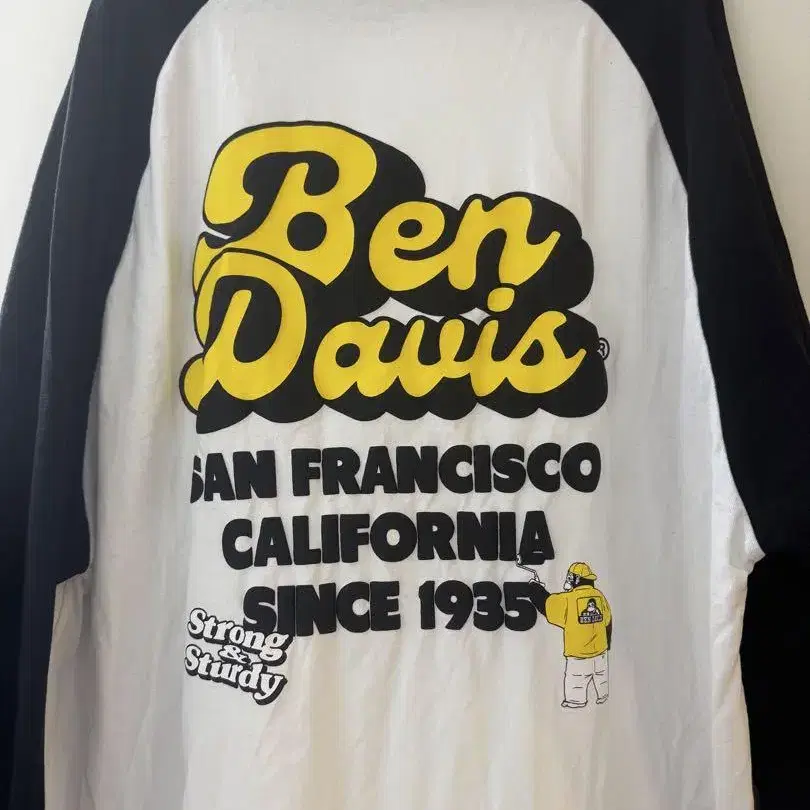 Ben
Davis®
SAN FRANCISCO
CALIFORNIA
SINCE 1935
Strong
&
Sturdy